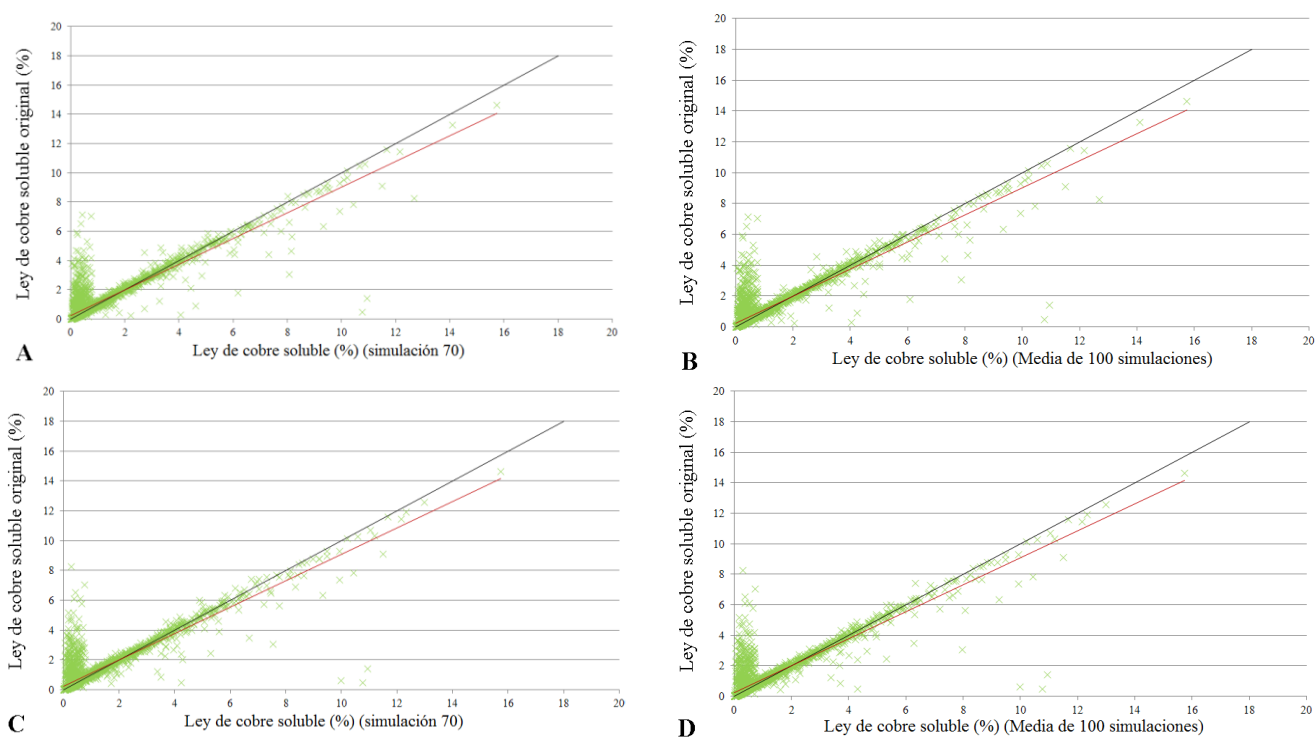 20
18
16
14
12
10
8
6
4
2
0
Ley de cobre soluble original (%)
0 2 4 6 8 10 12 14 16 18 20
Ley de cobre soluble (%) (simulación 70)
A
20
18
16
14
12
10
8
6
4
2
0
Ley de cobre soluble original (%)
0 2 4 6 8 10 12 14 16 18 20
Ley de cobre soluble (%) (Media de 100 simulaciones)
B
20
18
16
14
12
10
8
6
4
2
0
Ley de cobre soluble original (%)
0 2 4 6 8 10 12 14 16 18 20
Ley de cobre soluble (%) (simulación 70)
C
20
18
16
14
12
10
8
6
4
2
0
Ley de cobre soluble original (%)
0 2 4 6 8 10 12 14 16 18 20
Ley de cobre soluble (%) (Media de 100 simulaciones)
D